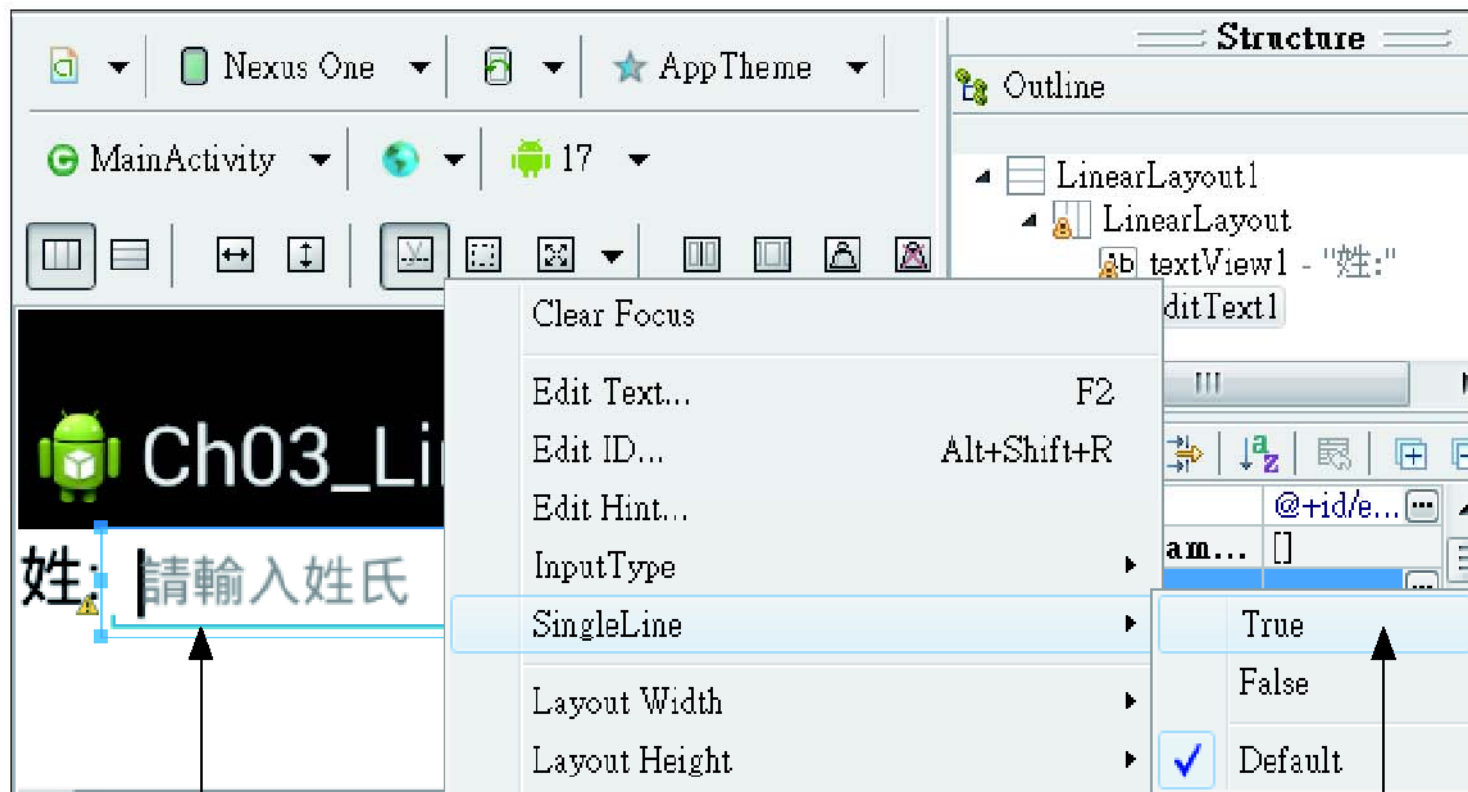 Nexus One
AppTheme
MainActivity
17
Structure
Outline
LinearLayout1
LinearLayout
Ab textView1 - "姓:"
ditText1
Ch03_Li
姓:
請輸入姓氏
Clear Focus
Edit Text... F2
Edit ID... Alt+Shift+R
Edit Hint...
InputType
SingleLine
Layout Width
Layout Height
@+id/e...
am... []
True
False
Default